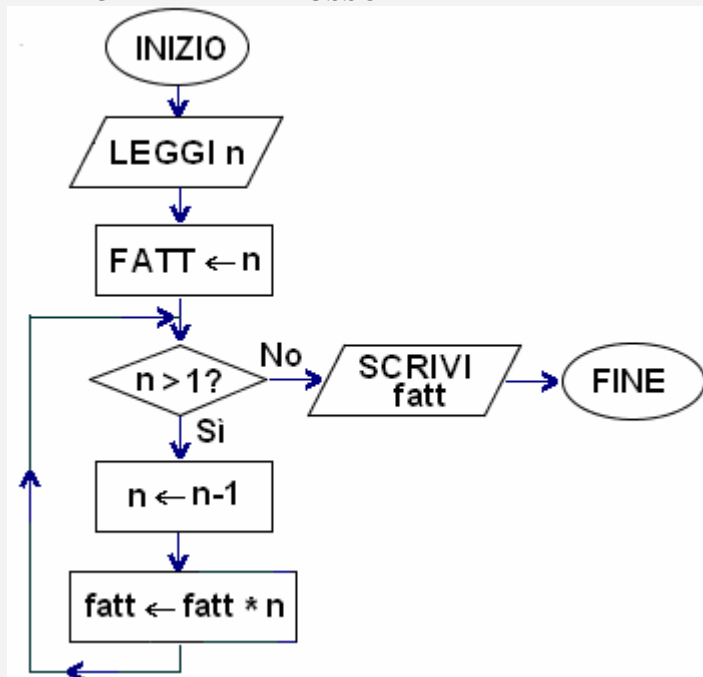 INIZIO
LEGGI n
FATT ← n
n > 1?
No
SCRIVI
fatt
FINE
Sì
n ← n-1
fatt ← fatt * n